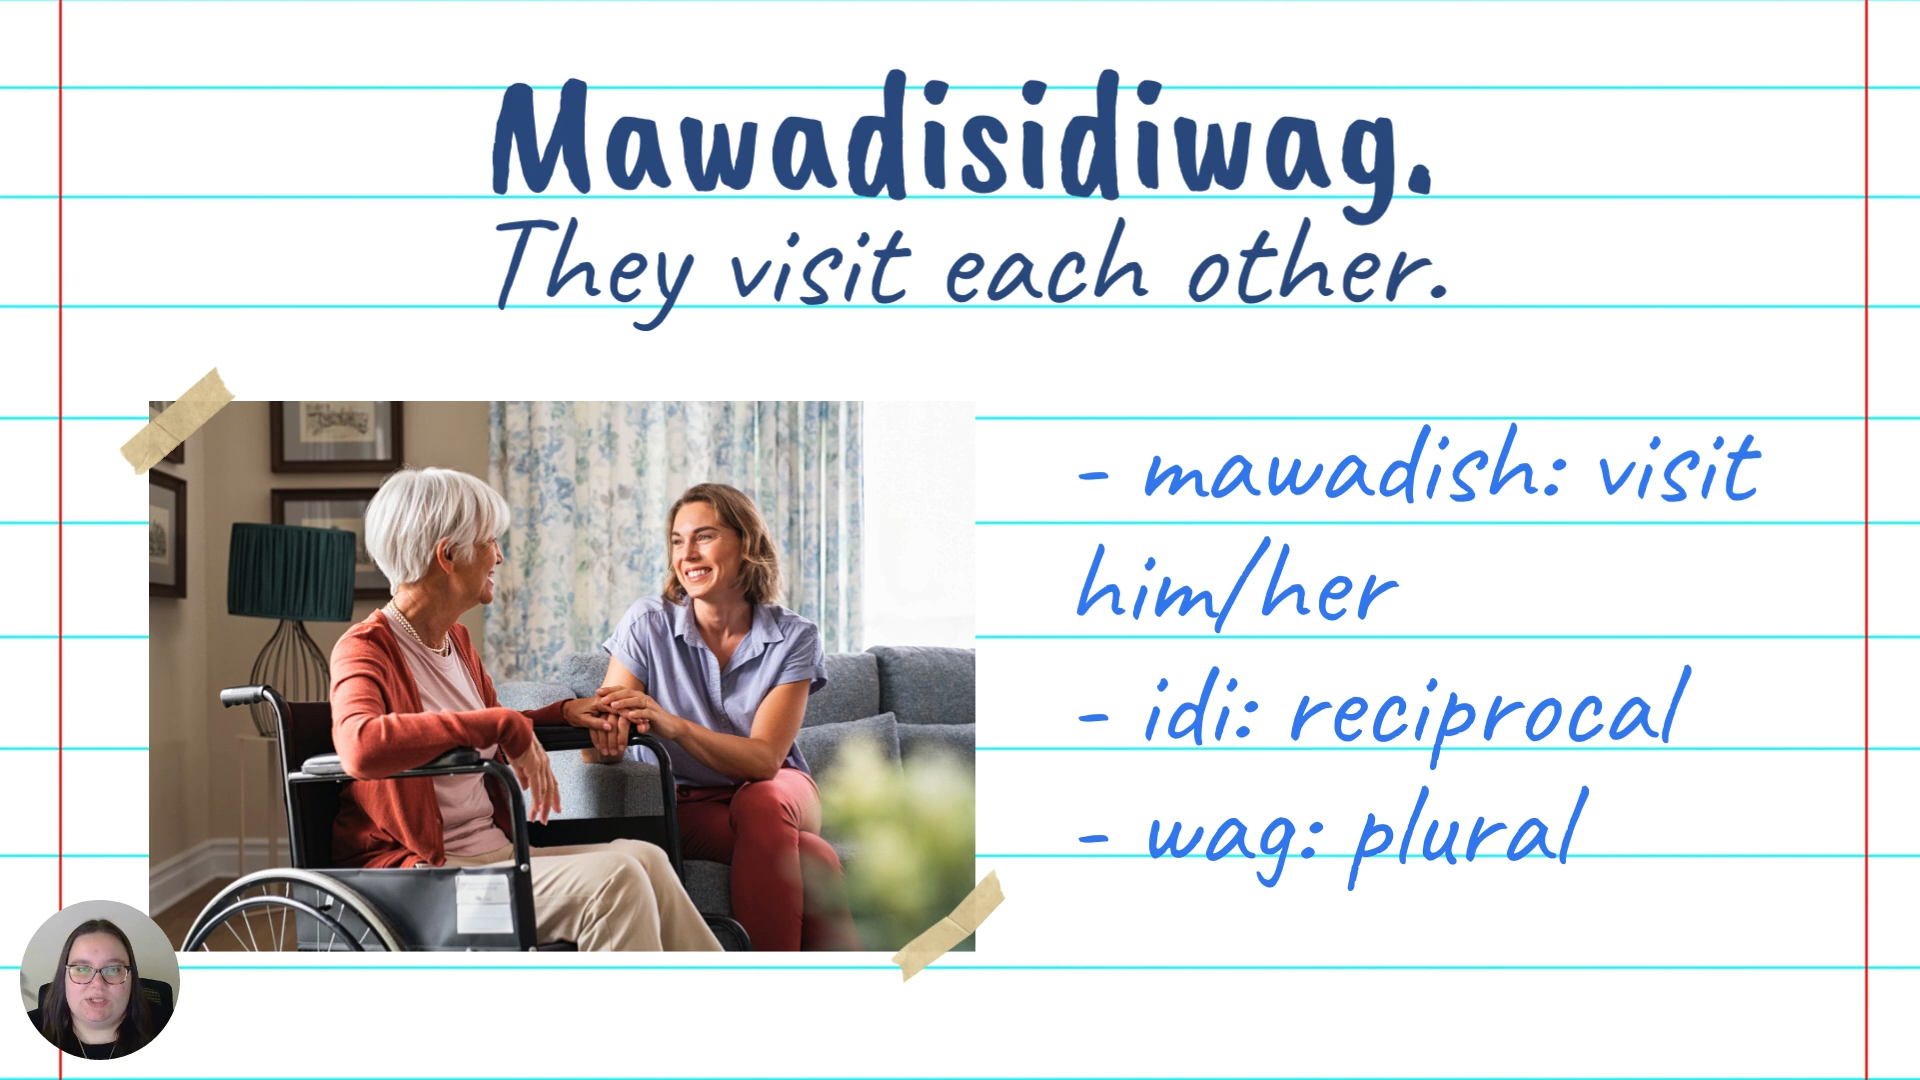 Mawadisidiwag.
They visit each other.
- mawadish: visit
him/her
- idi: reciprocal
- wag: plural